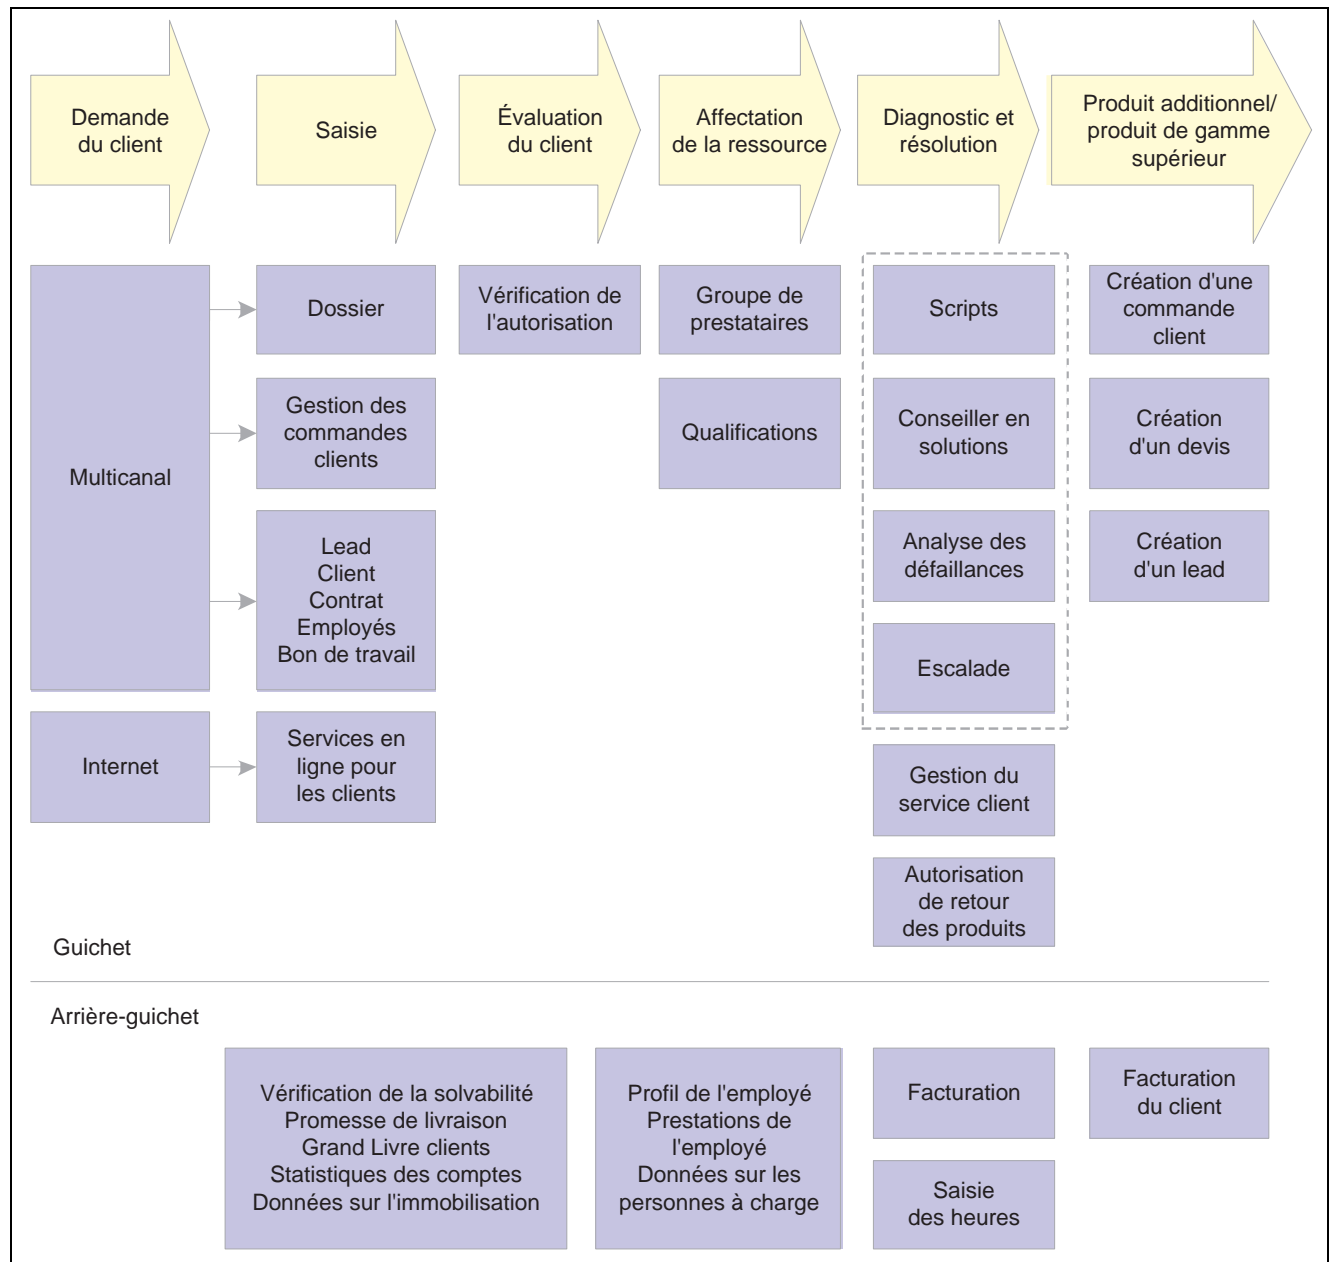 Demande
du client
Saisie
Évaluation
du client
Affectation
de la ressource
Diagnostic et
résolution
Produit additionnel/
produit de gamme
supérieur
Multicanal
Dossier
Vérification de
l'autorisation
Groupe de
prestataires
Scripts
Création d'une
commande
client
Gestion des
commandes
clients
Qualifications
Conseiller en
solutions
Création
d'un devis
Lead
Client
Contrat
Employés
Bon de travail
Analyse des
défaillances
Création
d'un lead
Escalade
Internet
Services en
ligne pour
les clients
Gestion du
service client
Autorisation
de retour
des produits
Guichet
Arrière-guichet
Vérification de la solvabilité
Promesse de livraison
Grand Livre clients
Statistiques des comptes
Données sur l'immobilisation
Profil de l'employé
Prestations de
l'employé
Données sur les
personnes à charge
Facturation
Facturation
du client
Saisie
des heures